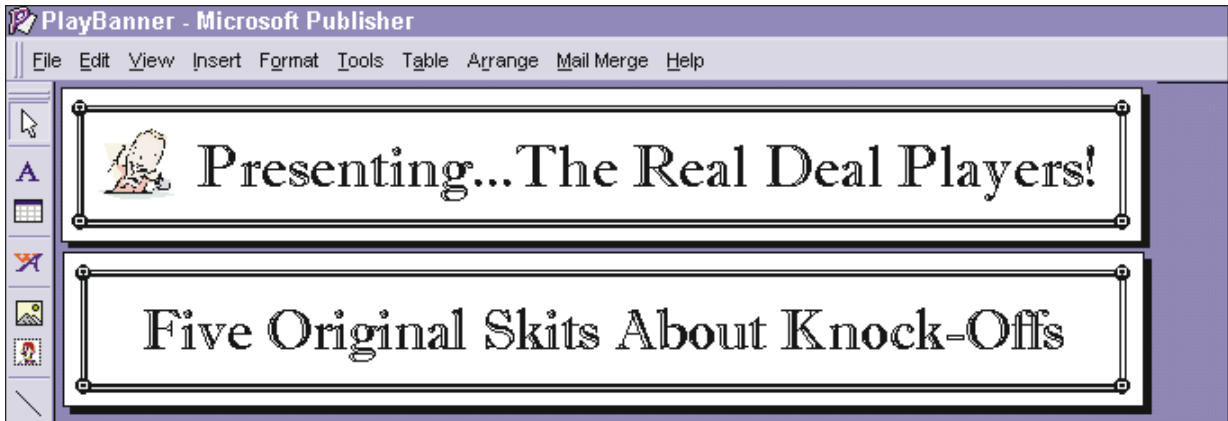 PlayBanner - Microsoft Publisher
File Edit View Insert Format Tools Table Arrange Mail Merge Help
Presenting...The Real Deal Players!
Five Original Skits About Knock-Offs